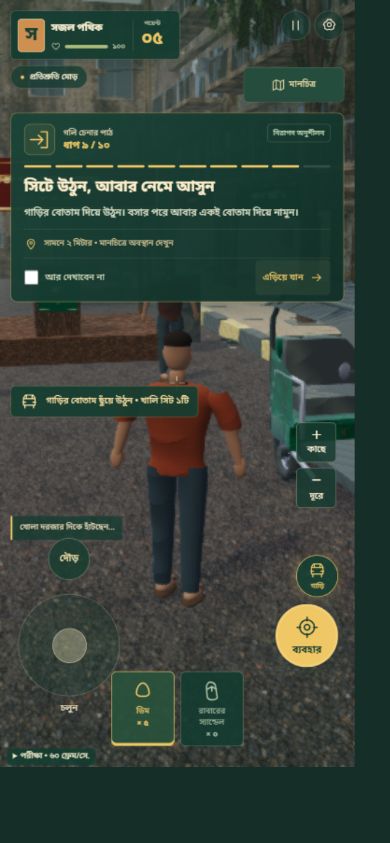 স
সজল পথিক
১০০
পয়েন্ট
০৫
প্রতিশ্রুতি মোড়
মানচিত্র
গলি চেনার পাঠ
ধাপ ৯ / ১০
নিরাপদ অনুশীলন
সিটে উঠুন, আবার নেমে আসুন
গাড়ির বোতাম দিয়ে উঠুন। বসার পরে আবার একই বোতাম দিয়ে নামুন।
সামনে ২ মিটার • মানচিত্রে অবস্থান দেখুন
আর দেখাবেন না
এড়িয়ে যান →
গাড়ির বোতাম ছুঁয়ে উঠুন • খালি সিট ১টি
+
কাছে
−
দূরে
খোলা দরজার দিকে হাঁটছেন...
দৌড়
গাড়ি
ব্যবহার
চলুন
ডিম
× ৫
রাবারের
স্যান্ডেল
× ০
▶ পরীক্ষা • ৬০ ফ্রেম/সে.